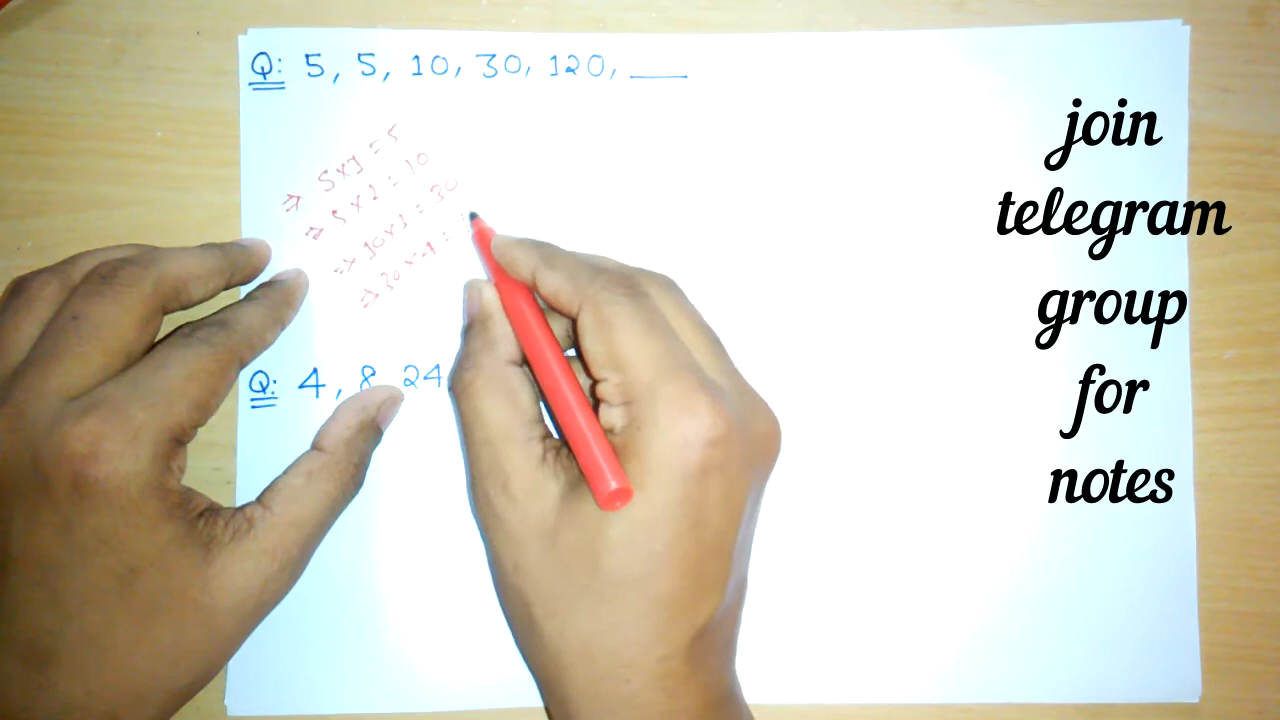 Q: 5, 5, 10, 30, 120, ___
⇒ 5×1 = 5
⇒ 5×2 = 10
⇒ 10×3 = 30
⇒ 30×4 =
Q: 4, 8, 24
join
telegram
group
for
notes